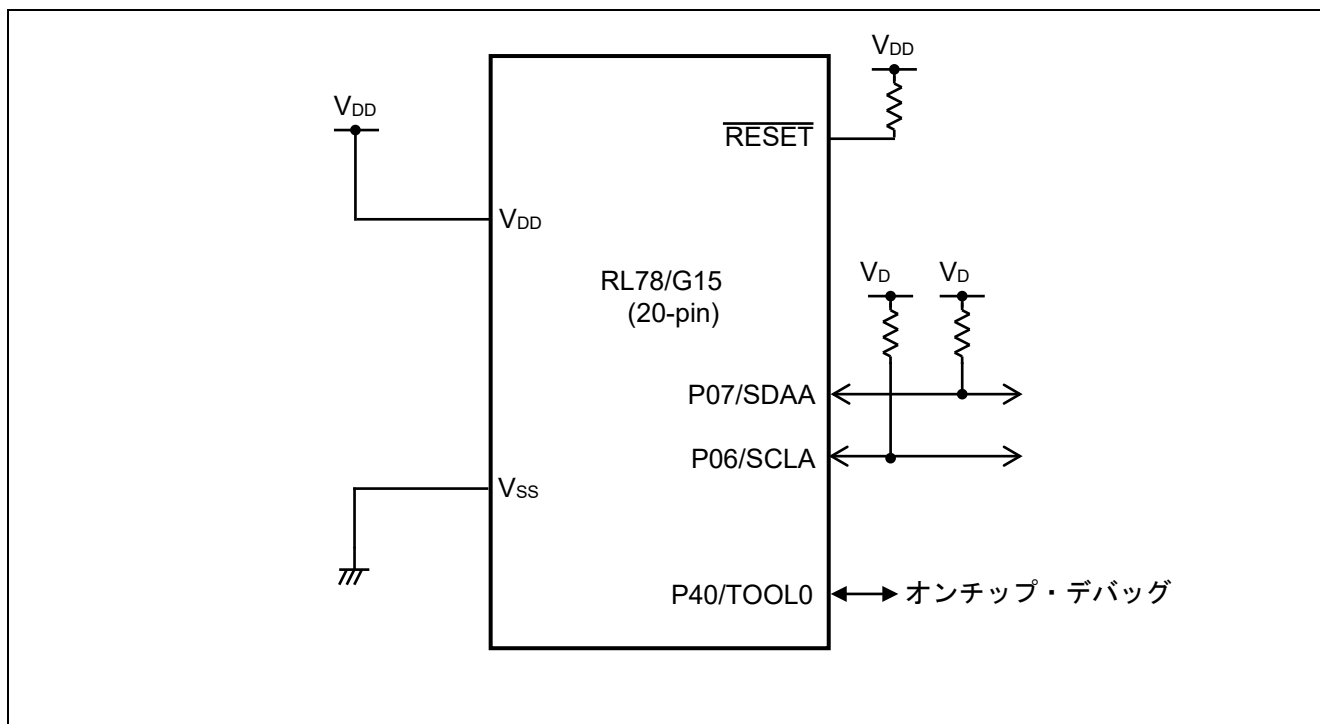 VDD
VDD
RESET
VDD
RL78/G15
(20-pin)
VD
VD
P07/SDAA
P06/SCLA
VSS
P40/TOOL0
オンチップ・デバッグ